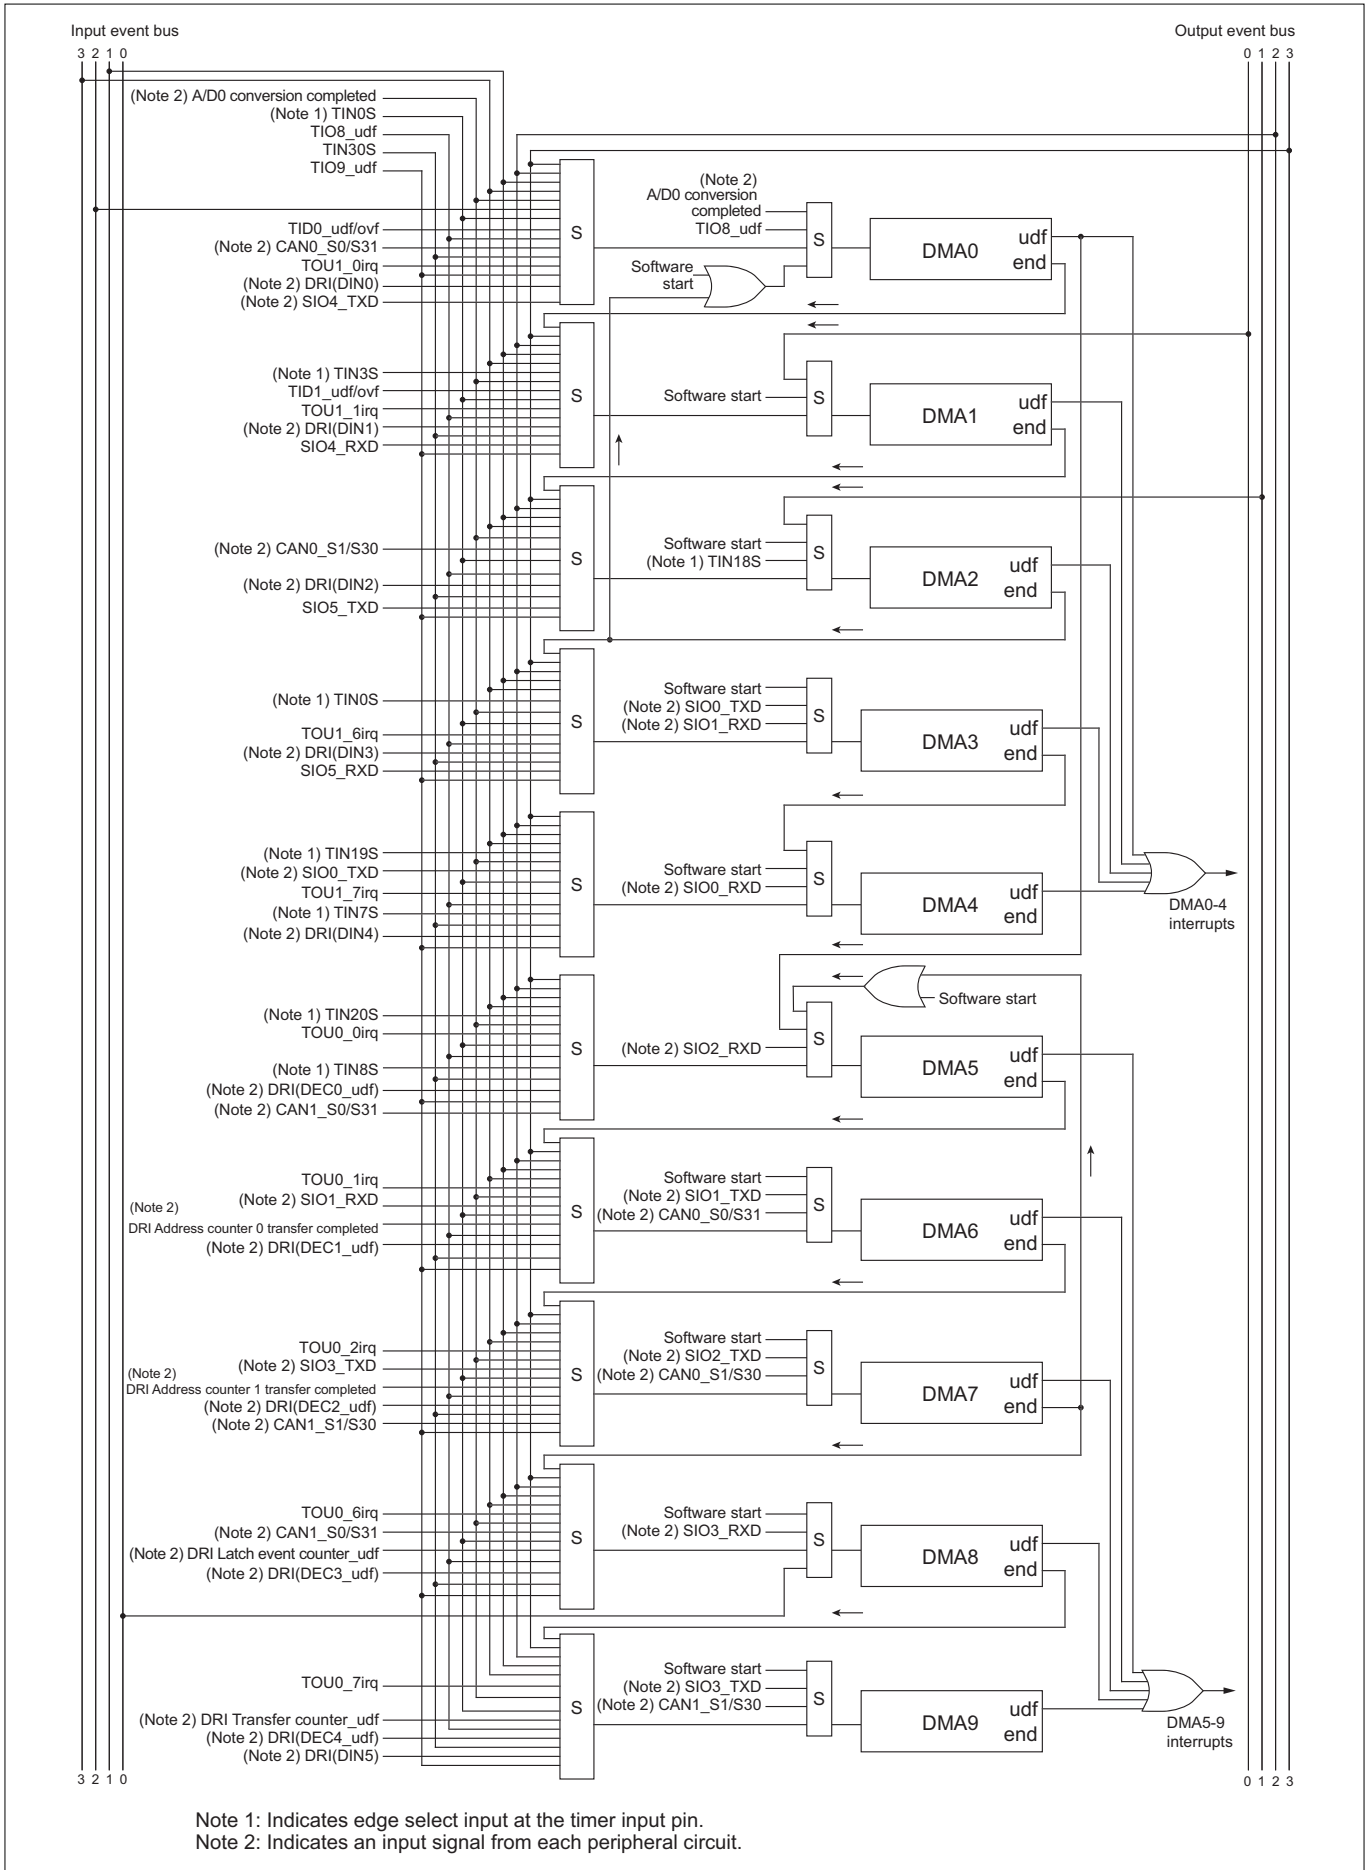 Input event bus
Output event bus
3 2 1 0
0 1 2 3
(Note 2) A/D0 conversion completed
(Note 1) TIN0S
TIO8_udf
TIN30S
TIO9_udf
TID0_udf/ovf
(Note 2) CAN0_S0/S31
TOU1_0irq
(Note 2) DRI(DIN0)
(Note 2) SIO4_TXD
S
(Note 2)
A/D0 conversion
completed
TIO8_udf
Software
start
S
DMA0
udf
end
(Note 1) TIN3S
TID1_udf/ovf
TOU1_1irq
(Note 2) DRI(DIN1)
SIO4_RXD
S
Software start
S
DMA1
udf
end
(Note 2) CAN0_S1/S30
(Note 2) DRI(DIN2)
SIO5_TXD
S
Software start
(Note 1) TIN18S
S
DMA2
udf
end
(Note 1) TIN0S
TOU1_6irq
(Note 2) DRI(DIN3)
SIO5_RXD
S
Software start
(Note 2) SIO0_TXD
(Note 2) SIO1_RXD
S
DMA3
udf
end
(Note 1) TIN19S
(Note 2) SIO0_TXD
TOU1_7irq
(Note 1) TIN7S
(Note 2) DRI(DIN4)
S
Software start
(Note 2) SIO0_RXD
S
DMA4
udf
end
DMA0-4
interrupts
(Note 1) TIN20S
TOU0_0irq
(Note 1) TIN8S
(Note 2) DRI(DEC0_udf)
(Note 2) CAN1_S0/S31
S
Software start
(Note 2) SIO2_RXD
S
DMA5
udf
end
TOU0_1irq
(Note 2) SIO1_RXD
(Note 2)
DRI Address counter 0 transfer completed
(Note 2) DRI(DEC1_udf)
S
Software start
(Note 2) SIO1_TXD
(Note 2) CAN0_S0/S31
S
DMA6
udf
end
TOU0_2irq
(Note 2) SIO3_TXD
(Note 2)
DRI Address counter 1 transfer completed
(Note 2) DRI(DEC2_udf)
(Note 2) CAN1_S1/S30
S
Software start
(Note 2) SIO2_TXD
(Note 2) CAN0_S1/S30
S
DMA7
udf
end
TOU0_6irq
(Note 2) CAN1_S0/S31
(Note 2) DRI Latch event counter_udf
(Note 2) DRI(DEC3_udf)
S
Software start
(Note 2) SIO3_RXD
S
DMA8
udf
end
TOU0_7irq
(Note 2) DRI Transfer counter_udf
(Note 2) DRI(DEC4_udf)
(Note 2) DRI(DIN5)
S
Software start
(Note 2) SIO3_TXD
(Note 2) CAN1_S1/S30
S
DMA9
udf
end
DMA5-9
interrupts
3 2 1 0
0 1 2 3
Note 1: Indicates edge select input at the timer input pin.
Note 2: Indicates an input signal from each peripheral circuit.